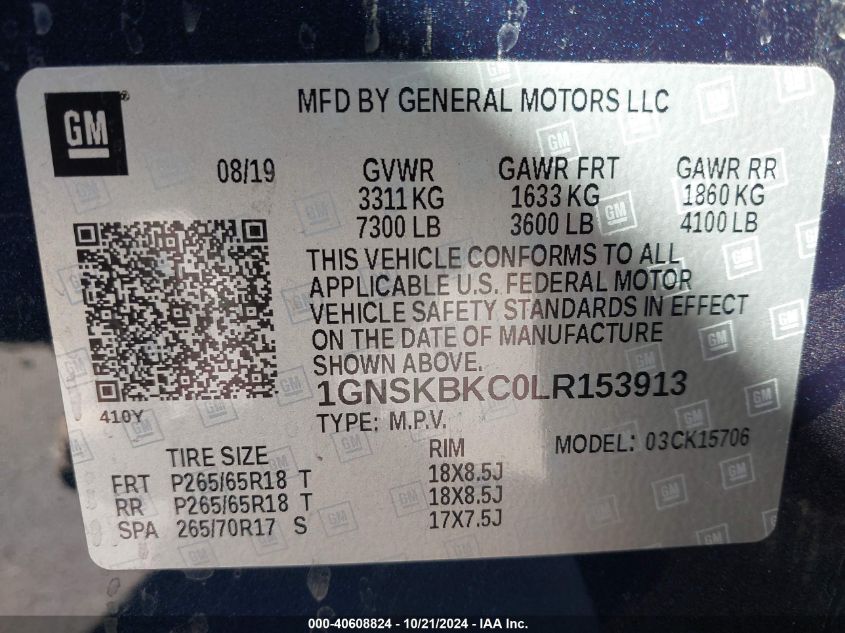 GM
MFD BY GENERAL MOTORS LLC
08/19 GVWR GAWR FRT GAWR RR
3311 KG 1633 KG 1860 KG
7300 LB 3600 LB 4100 LB
THIS VEHICLE CONFORMS TO ALL
APPLICABLE U.S. FEDERAL MOTOR
VEHICLE SAFETY STANDARDS IN EFFECT
ON THE DATE OF MANUFACTURE
SHOWN ABOVE.
1GNSKBKC0LR153913
410Y
TYPE: M.P.V.
MODEL: 03CK15706
TIRE SIZE RIM
FRT P265/65R18 T 18X8.5J
RR P265/65R18 T 18X8.5J
SPA 265/70R17 S 17X7.5J
000-40608824 / 10/21/2024 - IAA Inc.